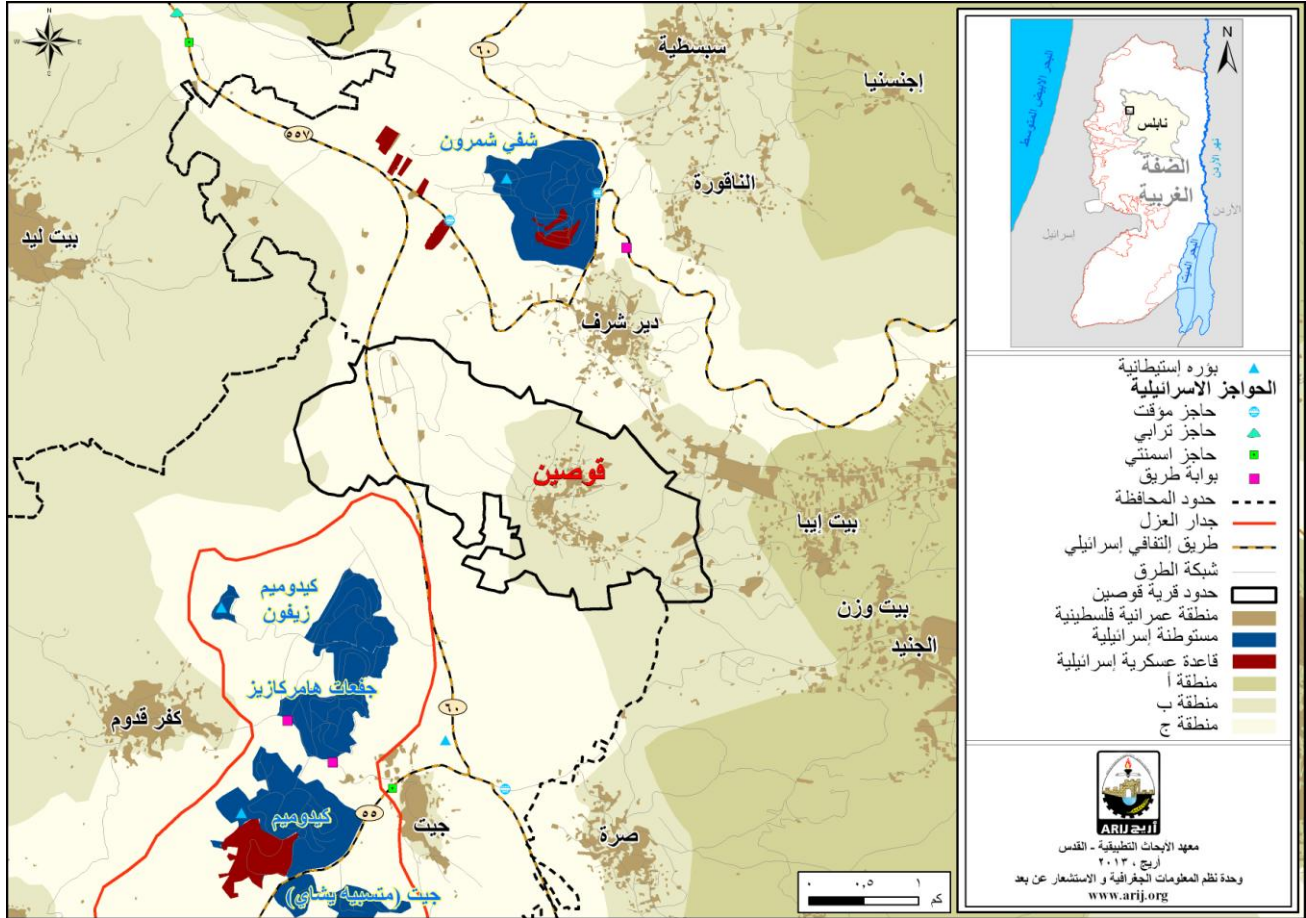 N
E
S
W
٦٠
سبسطية
إجنسنيا
٥٥٧
شفي شمرون
الناقورة
بيت ليد
دير شرف
قوصين
بيت إيبا
كيدوميم
زيفون
بيت وزن
الجنيد
جفعات هامركازيز
كفر قدوم
٦٠
كيدوميم
٥٥
جيت
صرة
جيت (متسبيه يشاي)
٠ ٠,٥ ١
كم
N
البحر الابيض المتوسط
نابلس
الضفة
الغربية
نهر الاردن
الأردن
إسرائيل
البحر الميت
بؤره إستيطانية
الحواجز الاسرائيلية
حاجز مؤقت
حاجز ترابي
حاجز اسمنتي
بوابة طريق
حدود المحافظة
جدار العزل
طريق إلتفافي إسرائيلي
شبكة الطرق
حدود قرية قوصين
منطقة عمرانية فلسطينية
مستوطنة إسرائيلية
قاعدة عسكرية إسرائيلية
منطقة أ
منطقة ب
منطقة ج
ARIJ أريج
معهد الأبحاث التطبيقية - القدس
أريج ، ٢٠١٣
وحدة نظم المعلومات الجغرافية و الاستشعار عن بعد
www.arij.org